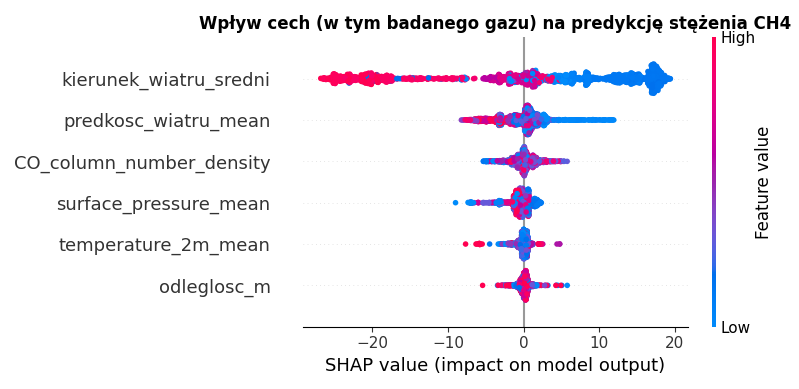 Wpływ cech (w tym badanego gazu) na predykcję stężenia CH4
High
kierunek_wiatru_sredni
predkosc_wiatru_mean
CO_column_number_density
surface_pressure_mean
temperature_2m_mean
odleglosc_m
Feature value
Low
−20 −10 0 10 20
SHAP value (impact on model output)